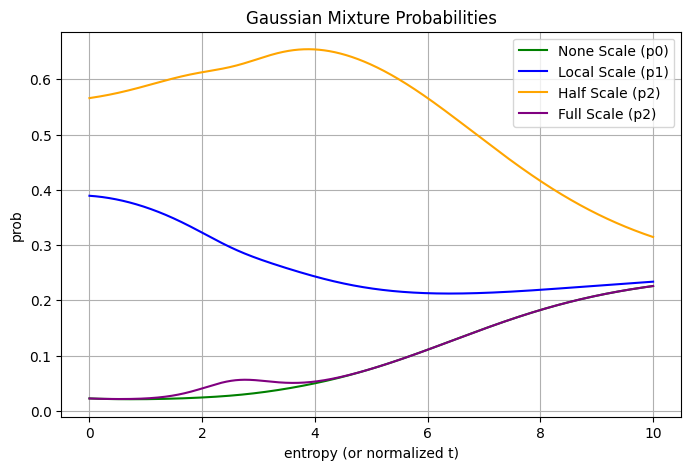 Gaussian Mixture Probabilities
None Scale (p0)
Local Scale (p1)
Half Scale (p2)
Full Scale (p2)
prob
0.6
0.5
0.4
0.3
0.2
0.1
0.0
0 2 4 6 8 10
entropy (or normalized t)